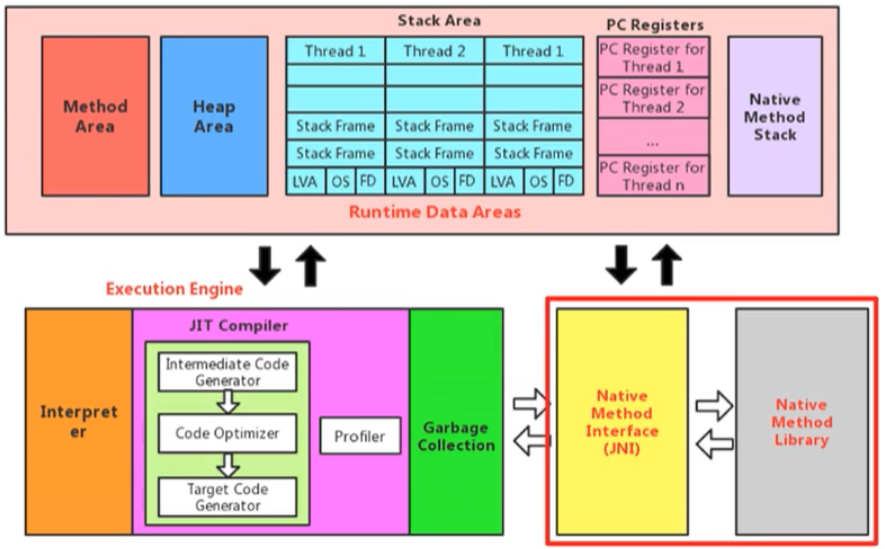 Stack Area
PC Registers
Method
Area
Heap
Area
Thread 1
Thread 2
Thread 1
Stack Frame
Stack Frame
Stack Frame
Stack Frame
Stack Frame
Stack Frame
LVA
OS
FD
LVA
OS
FD
LVA
OS
FD
PC Register for
Thread 1
PC Register for
Thread 2
...
PC Register for
Thread n
Native
Method
Stack
Runtime Data Areas
Execution Engine
Interpret
er
JIT Compiler
Intermediate Code
Generator
Code Optimizer
Target Code
Generator
Profiler
Garbage
Collection
Native
Method
Interface
(JNI)
Native
Method
Library